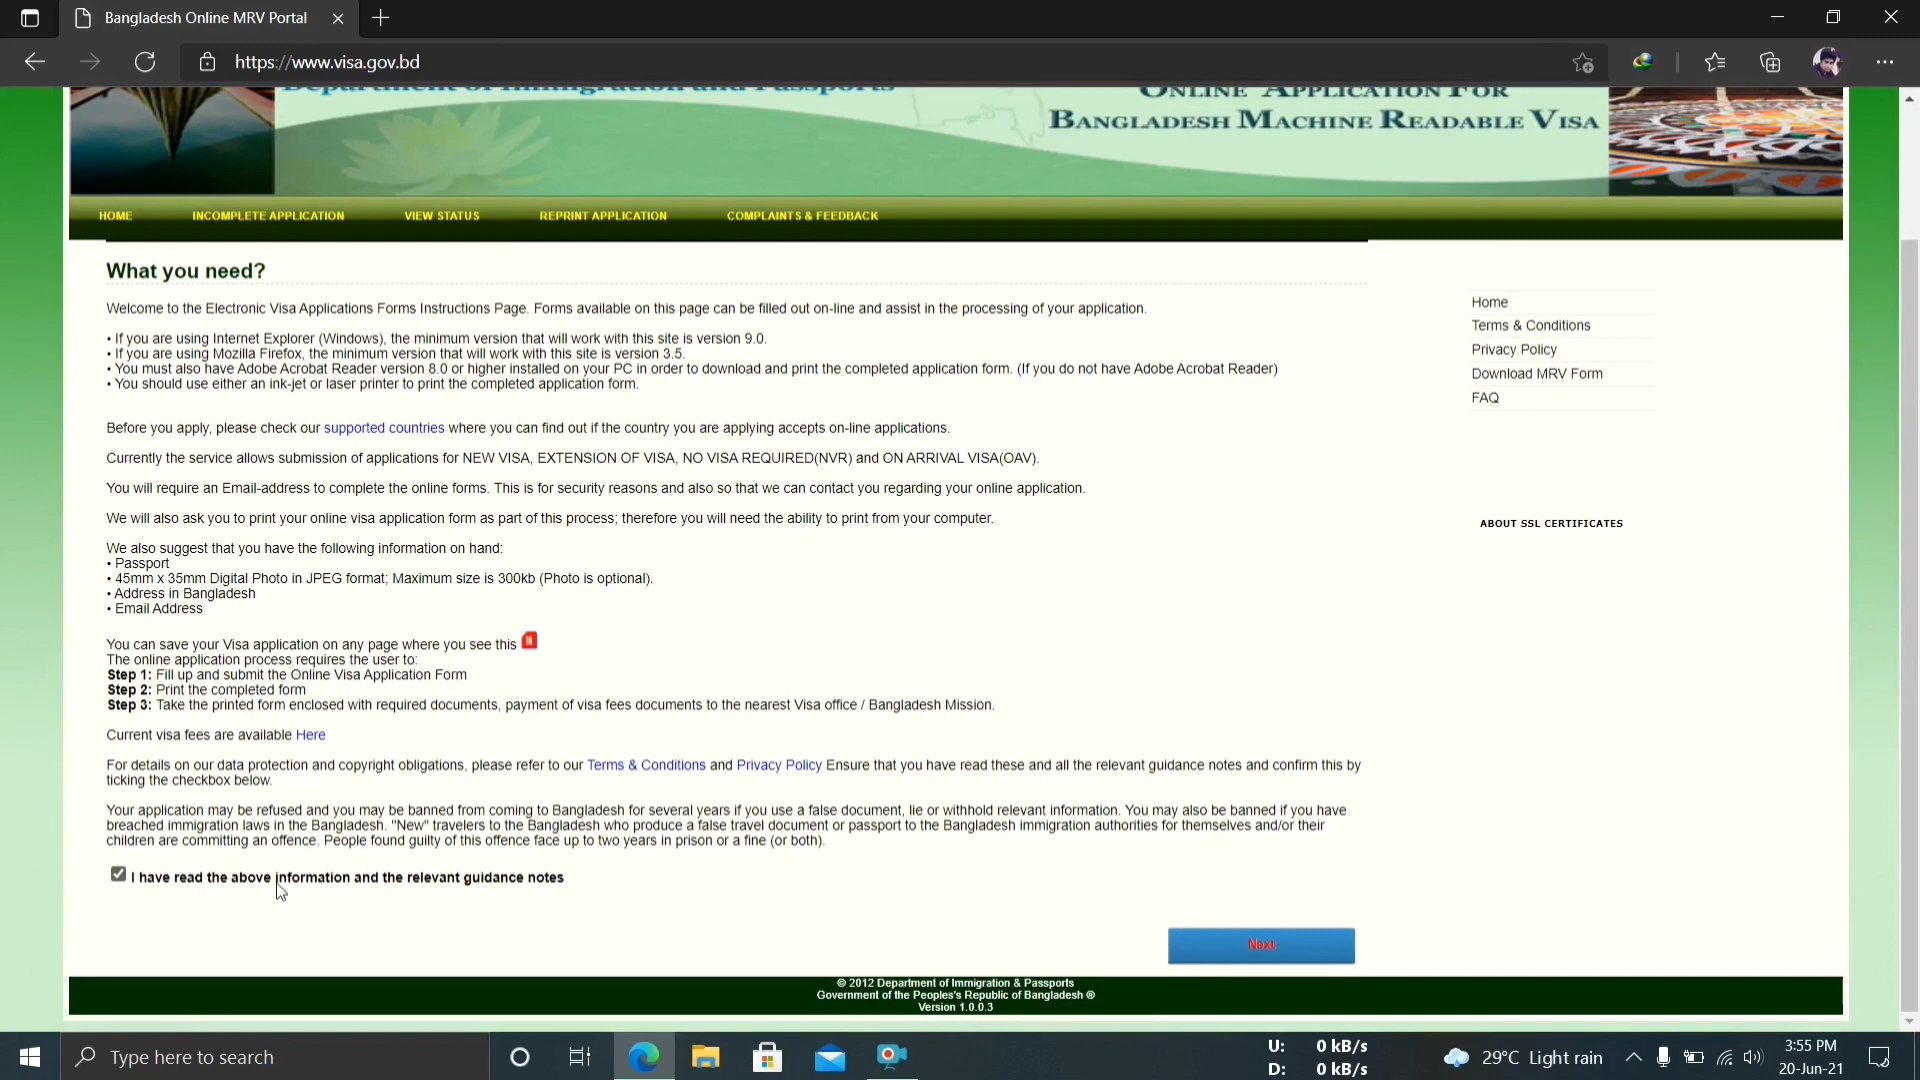 Bangladesh Online MRV Portal
https://www.visa.gov.bd
Department of Immigration and Passports
ONLINE APPLICATION FOR
BANGLADESH MACHINE READABLE VISA
HOME
INCOMPLETE APPLICATION
VIEW STATUS
REPRINT APPLICATION
COMPLAINTS & FEEDBACK
What you need?
Welcome to the Electronic Visa Applications Forms Instructions Page. Forms available on this page can be filled out on-line and assist in the processing of your application.
• If you are using Internet Explorer (Windows), the minimum version that will work with this site is version 9.0.
• If you are using Mozilla Firefox, the minimum version that will work with this site is version 3.5.
• You must also have Adobe Acrobat Reader version 8.0 or higher installed on your PC in order to download and print the completed application form. (If you do not have Adobe Acrobat Reader)
• You should use either an ink-jet or laser printer to print the completed application form.
Before you apply, please check our supported countries where you can find out if the country you are applying accepts on-line applications.
Currently the service allows submission of applications for NEW VISA, EXTENSION OF VISA, NO VISA REQUIRED(NVR) and ON ARRIVAL VISA(OAV).
You will require an Email-address to complete the online forms. This is for security reasons and also so that we can contact you regarding your online application.
We will also ask you to print your online visa application form as part of this process; therefore you will need the ability to print from your computer.
We also suggest that you have the following information on hand:
• Passport
• 45mm x 35mm Digital Photo in JPEG format; Maximum size is 300kb (Photo is optional).
• Address in Bangladesh
• Email Address
You can save your Visa application on any page where you see this
The online application process requires the user to:
Step 1: Fill up and submit the Online Visa Application Form
Step 2: Print the completed form
Step 3: Take the printed form enclosed with required documents, payment of visa fees documents to the nearest Visa office / Bangladesh Mission.
Current visa fees are available Here
For details on our data protection and copyright obligations, please refer to our Terms & Conditions and Privacy Policy Ensure that you have read these and all the relevant guidance notes and confirm this by
ticking the checkbox below.
Your application may be refused and you may be banned from coming to Bangladesh for several years if you use a false document, lie or withhold relevant information. You may also be banned if you have
breached immigration laws in the Bangladesh. "New" travelers to the Bangladesh who produce a false travel document or passport to the Bangladesh immigration authorities for themselves and/or their
children are committing an offence. People found guilty of this offence face up to two years in prison or a fine (or both).
I have read the above information and the relevant guidance notes
Next
Home
Terms & Conditions
Privacy Policy
Download MRV Form
FAQ
ABOUT SSL CERTIFICATES
© 2012 Department of Immigration & Passports
Government of the Peoples's Republic of Bangladesh ®
Version 1.0.0.3
Type here to search
U: 0 kB/s
D: 0 kB/s
29°C Light rain
3:55 PM
20-Jun-21